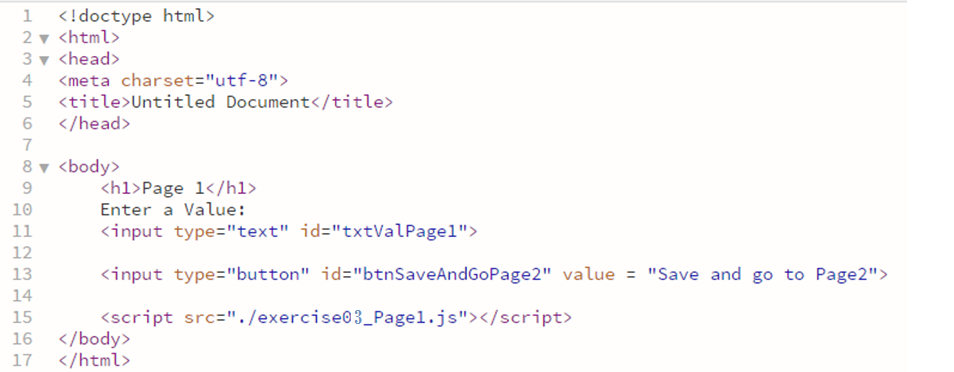 1 <!doctype html>
2 ▼ <html>
3 ▼ <head>
4 <meta charset="utf-8">
5 <title>Untitled Document</title>
6 </head>
7
8 ▼ <body>
9 <h1>Page 1</h1>
10 Enter a Value:
11 <input type="text" id="txtValPage1">
12
13 <input type="button" id="btnSaveAndGoPage2" value = "Save and go to Page2">
14
15 <script src="./exercise03_Page1.js"></script>
16 </body>
17 </html>